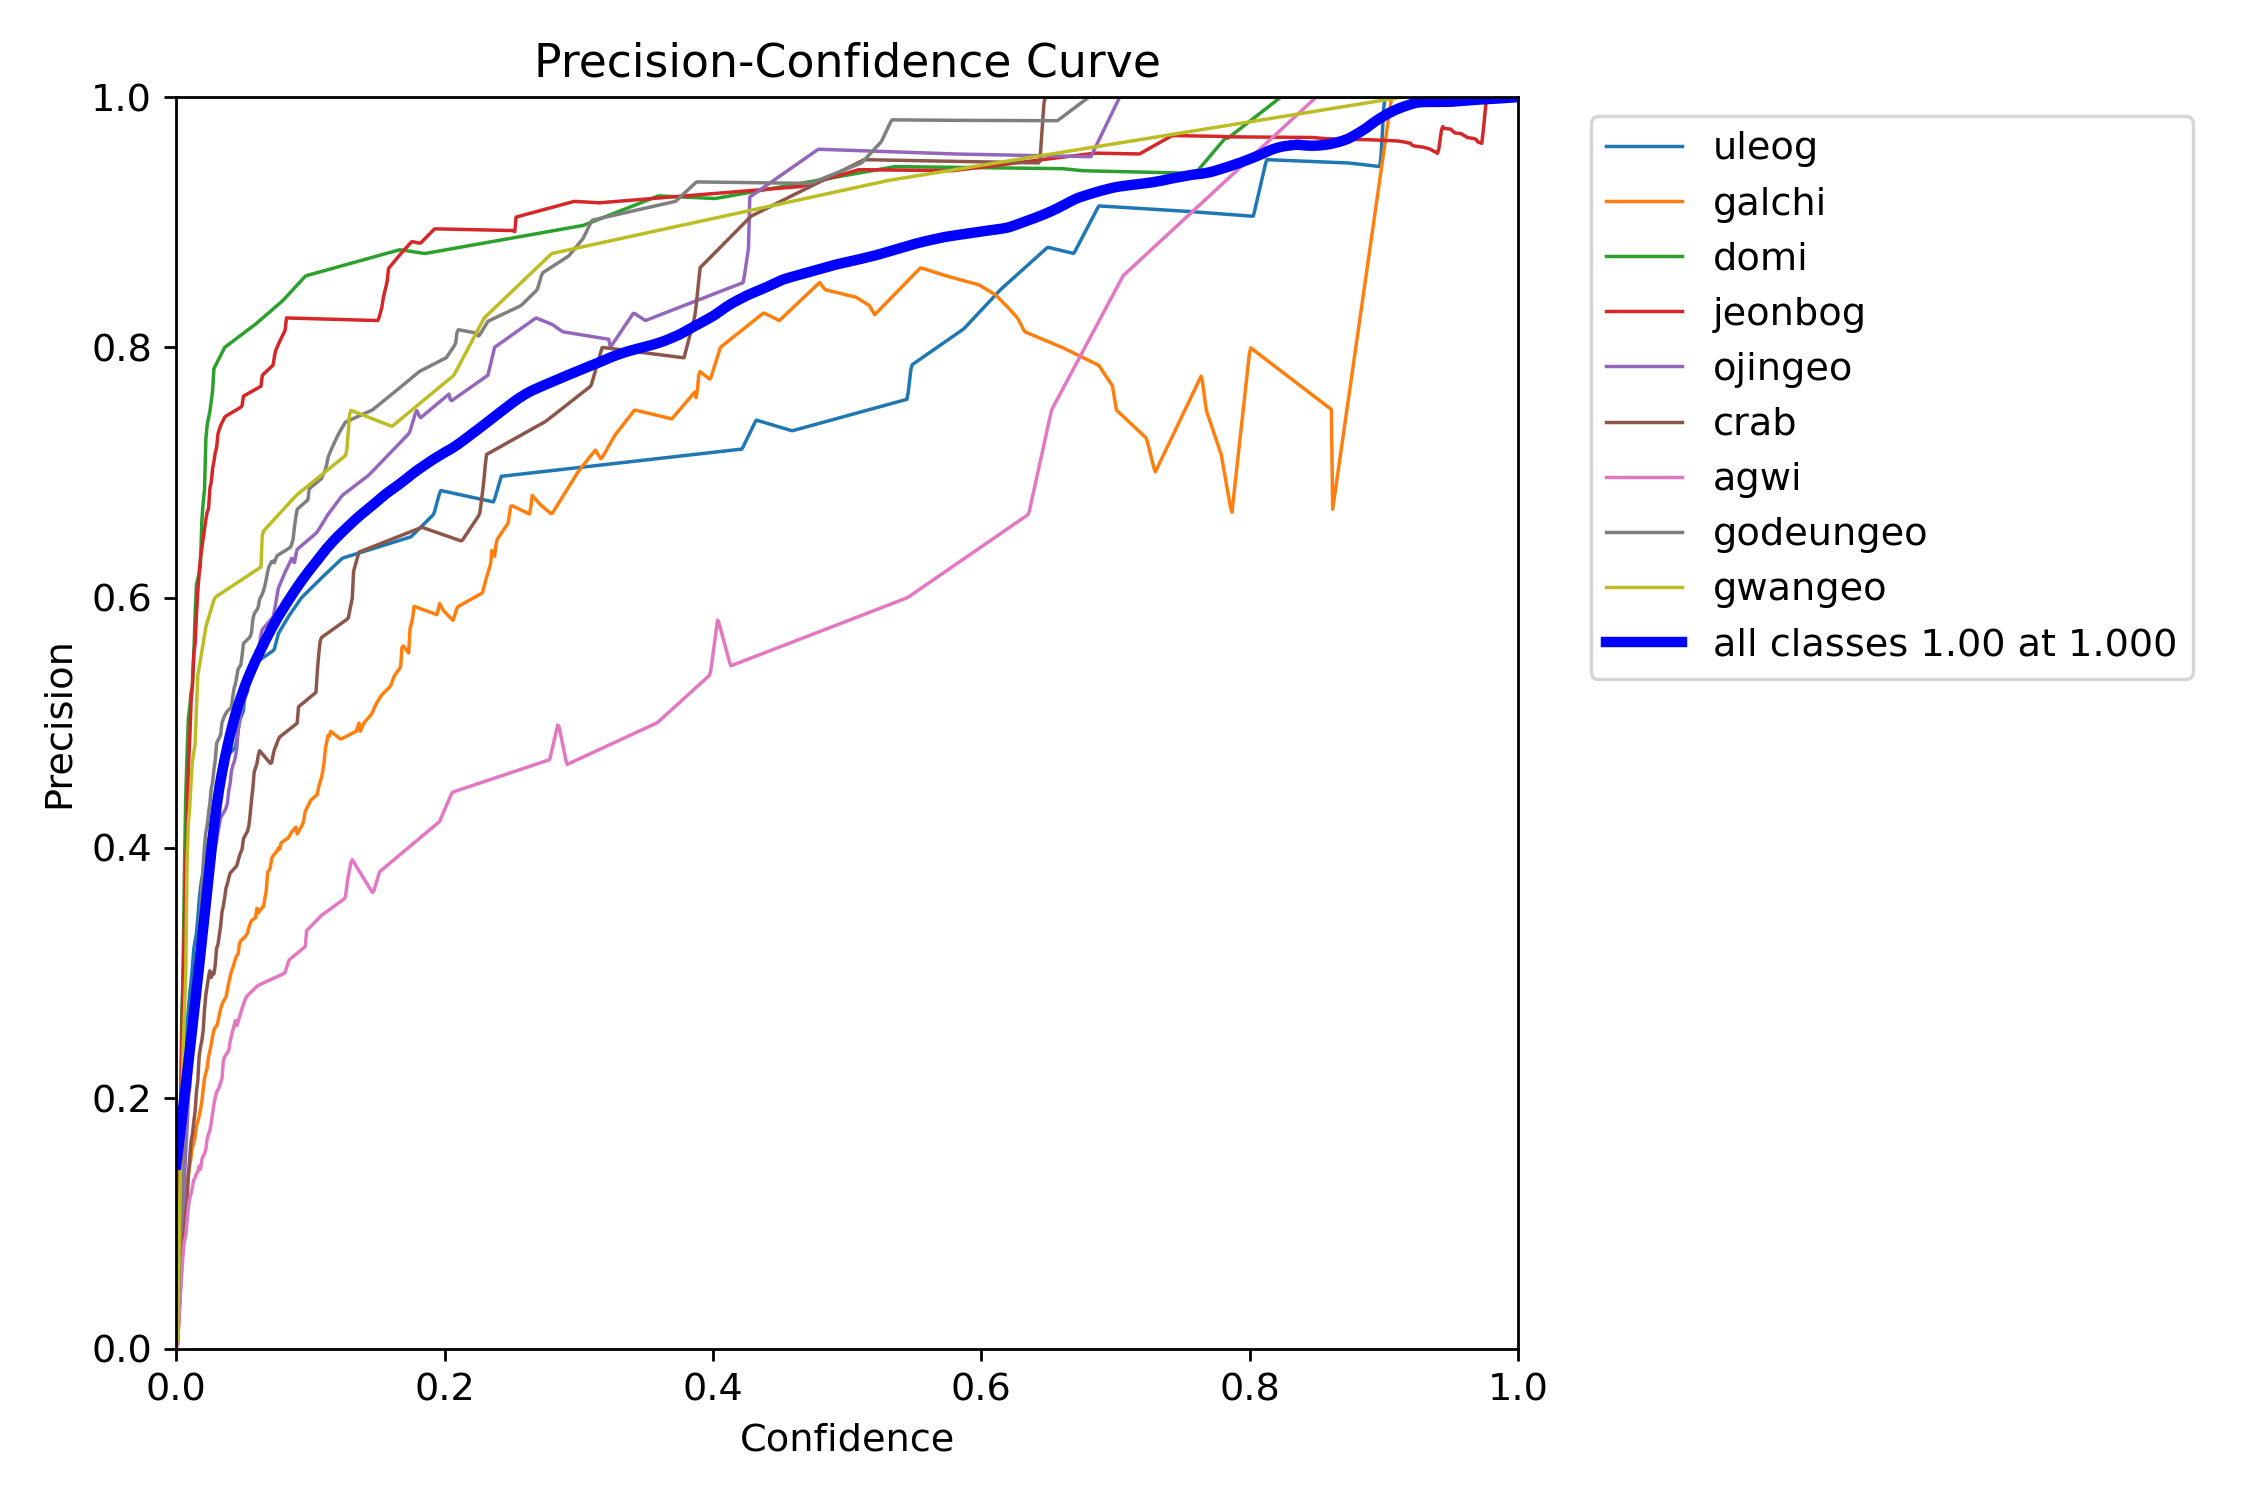 Precision-Confidence Curve
1.0
0.8
0.6
0.4
0.2
0.0
Precision
0.0 0.2 0.4 0.6 0.8 1.0
Confidence
uleog
galchi
domi
jeonbog
ojingeo
crab
agwi
godeungeo
gwangeo
all classes 1.00 at 1.000